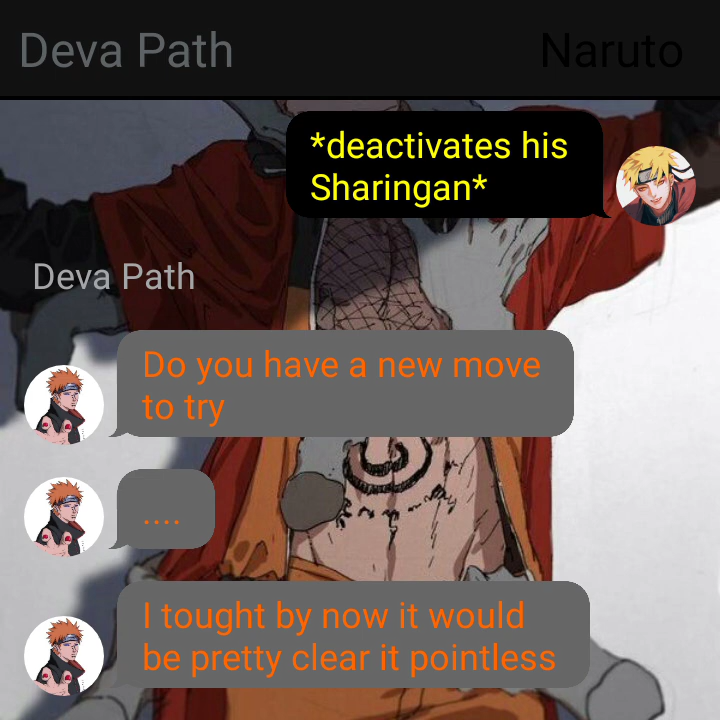 Deva Path
Naruto
*deactivates his
Sharingan*
Deva Path
Do you have a new move
to try
....
I tought by now it would
be pretty clear it pointless